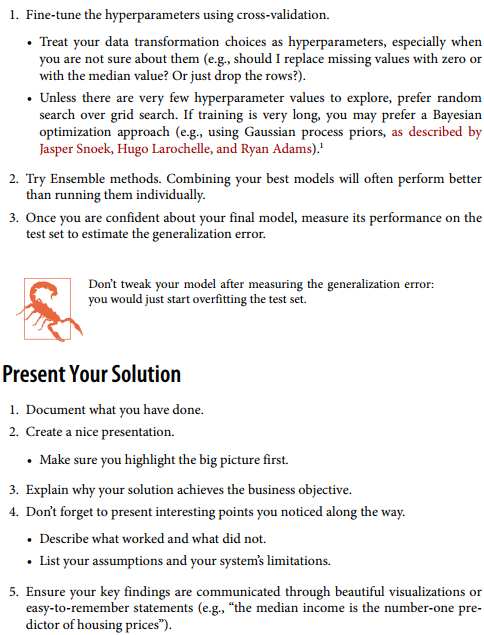 1. Fine-tune the hyperparameters using cross-validation.
• Treat your data transformation choices as hyperparameters, especially when
you are not sure about them (e.g., should I replace missing values with zero or
with the median value? Or just drop the rows?).
• Unless there are very few hyperparameter values to explore, prefer random
search over grid search. If training is very long, you may prefer a Bayesian
optimization approach (e.g., using Gaussian process priors, as described by
Jasper Snoek, Hugo Larochelle, and Ryan Adams).¹
2. Try Ensemble methods. Combining your best models will often perform better
than running them individually.
3. Once you are confident about your final model, measure its performance on the
test set to estimate the generalization error.
Don't tweak your model after measuring the generalization error:
you would just start overfitting the test set.
Present Your Solution
1. Document what you have done.
2. Create a nice presentation.
• Make sure you highlight the big picture first.
3. Explain why your solution achieves the business objective.
4. Don't forget to present interesting points you noticed along the way.
• Describe what worked and what did not.
• List your assumptions and your system's limitations.
5. Ensure your key findings are communicated through beautiful visualizations or
easy-to-remember statements (e.g., "the median income is the number-one pre-
dictor of housing prices").